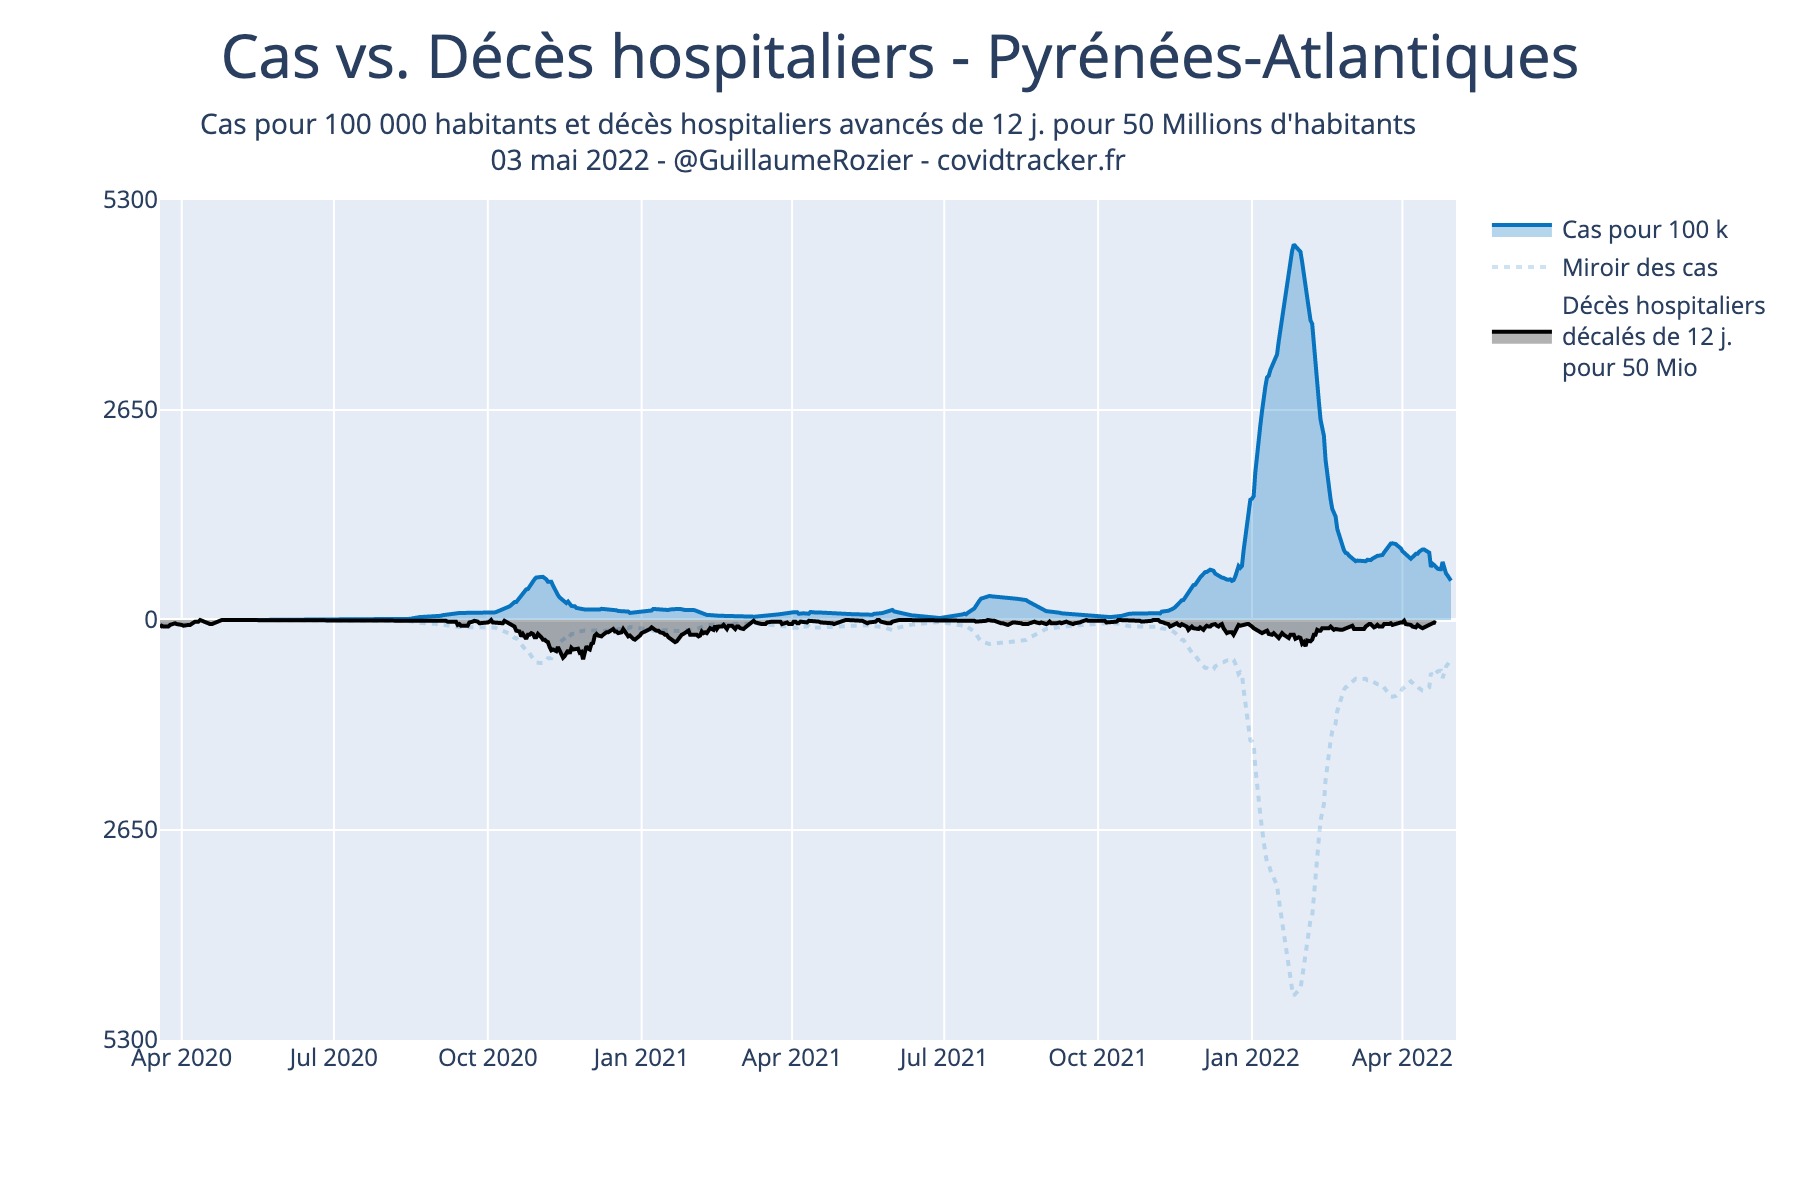 Cas vs. Décès hospitaliers - Pyrénées-Atlantiques
Cas pour 100 000 habitants et décès hospitaliers avancés de 12 j. pour 50 Millions d'habitants
03 mai 2022 - @GuillaumeRozier - covidtracker.fr
5300
2650
0
2650
5300
Apr 2020
Jul 2020
Oct 2020
Jan 2021
Apr 2021
Jul 2021
Oct 2021
Jan 2022
Apr 2022
Cas pour 100 k
Miroir des cas
Décès hospitaliers
décalés de 12 j.
pour 50 Mio